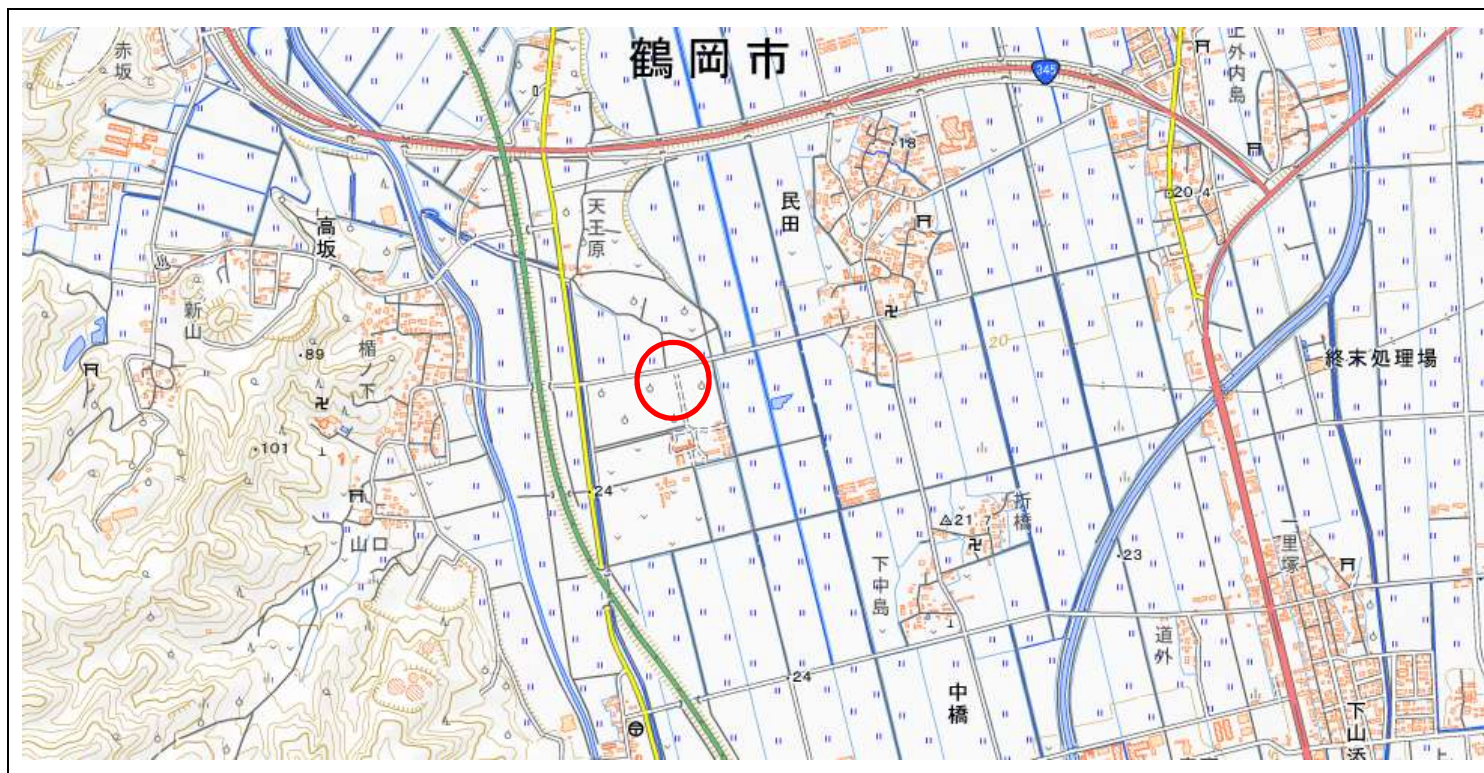 鶴岡市
赤坂
345
上外内島
18
民田
天王原
20.4
高坂
新山
楯ノ下
89
20
終末処理場
101
24
山口
21.7
折橋
23
一里塚
下中島
道外
24
中橋
下山添
上